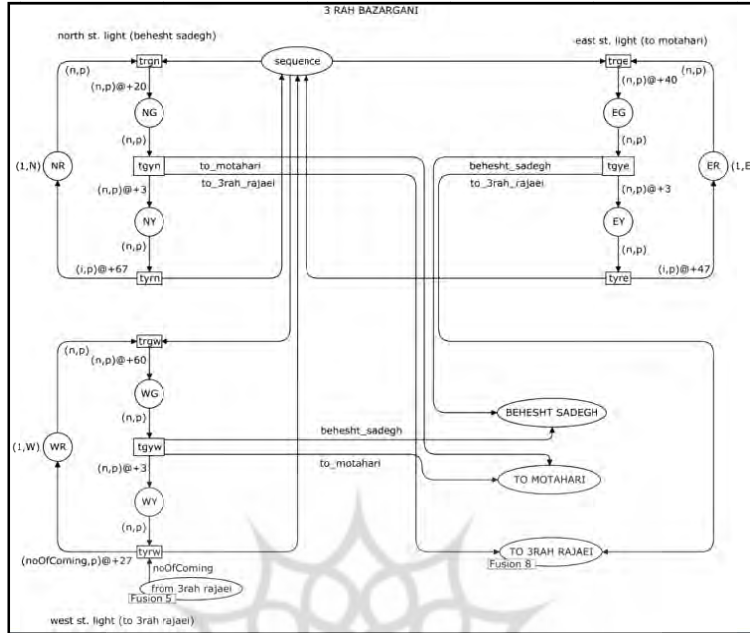 3 RAH BAZARGANI
north st. light (behesht sadegh)
east st. light (to motahari)
trgn
sequence
trge
(n,p)
(n,p)@+20
(n,p)@+40
(n,p)
NG
EG
(n,p)
(n,p)
(1,N)
NR
tgyn
to_motahari
to_3rah_rajaei
behesht_sadegh
to_3rah_rajaei
tgye
ER
(1,E
(n,p)@+3
(n,p)@+3
NY
EY
(n,p)
(n,p)
(i,p)@+67
tyrn
tyre
(i,p)@+47
trgw
(n,p)
(n,p)@+60
WG
(n,p)
BEHESHT SADEGH
behesht_sadegh
(1,W)
WR
tgyw
to_motahari
(n,p)@+3
TO MOTAHARI
WY
(n,p)
(noOfComing,p)@+27
tyrw
TO 3RAH RAJAEI
Fusion 8
noOfComing
from 3rah rajaei
Fusion 5
west st. light (to 3rah rajaei)